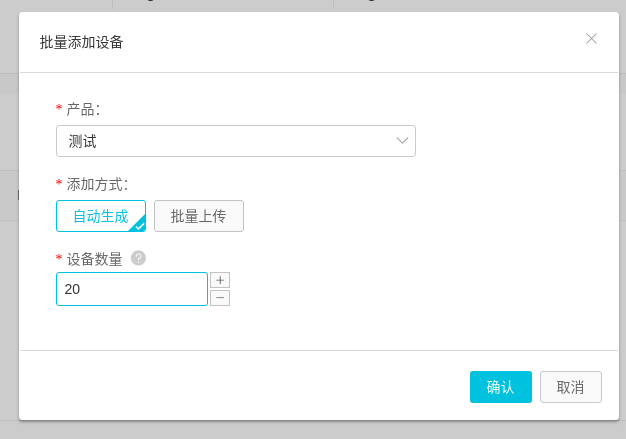 批量添加设备
* 产品:
测试
* 添加方式:
自动生成 批量上传
* 设备数量 ?
20
确认 取消